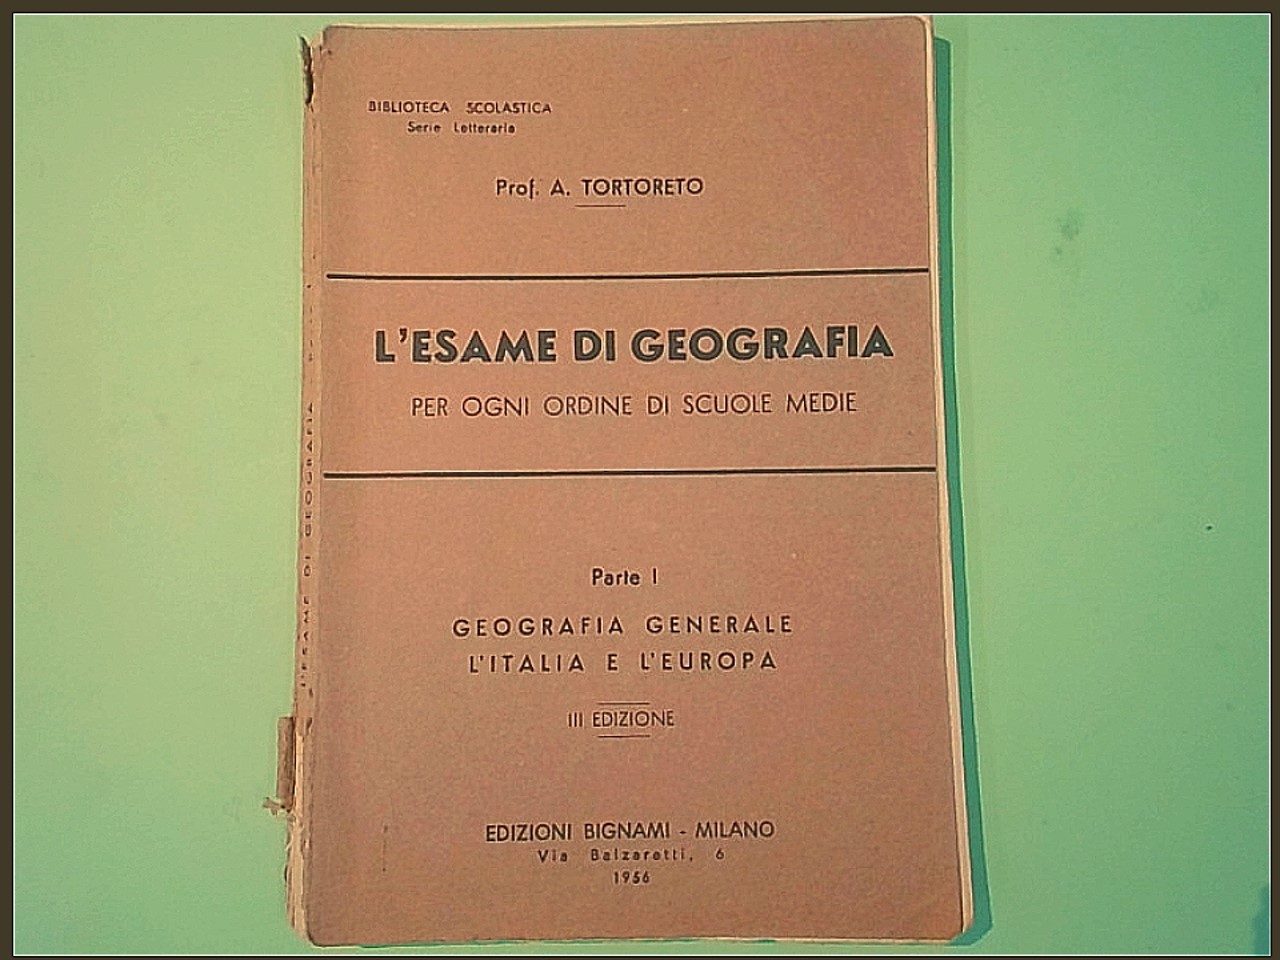 BIBLIOTECA SCOLASTICA
Serie Letteraria
Prof. A. TORTORETO
L'ESAME DI GEOGRAFIA
PER OGNI ORDINE DI SCUOLE MEDIE
Parte I
GEOGRAFIA GENERALE
L'ITALIA E L'EUROPA
III EDIZIONE
EDIZIONI BIGNAMI - MILANO
Via Balzaretti, 6
1956
L'ESAME DI GEOGRAFIA